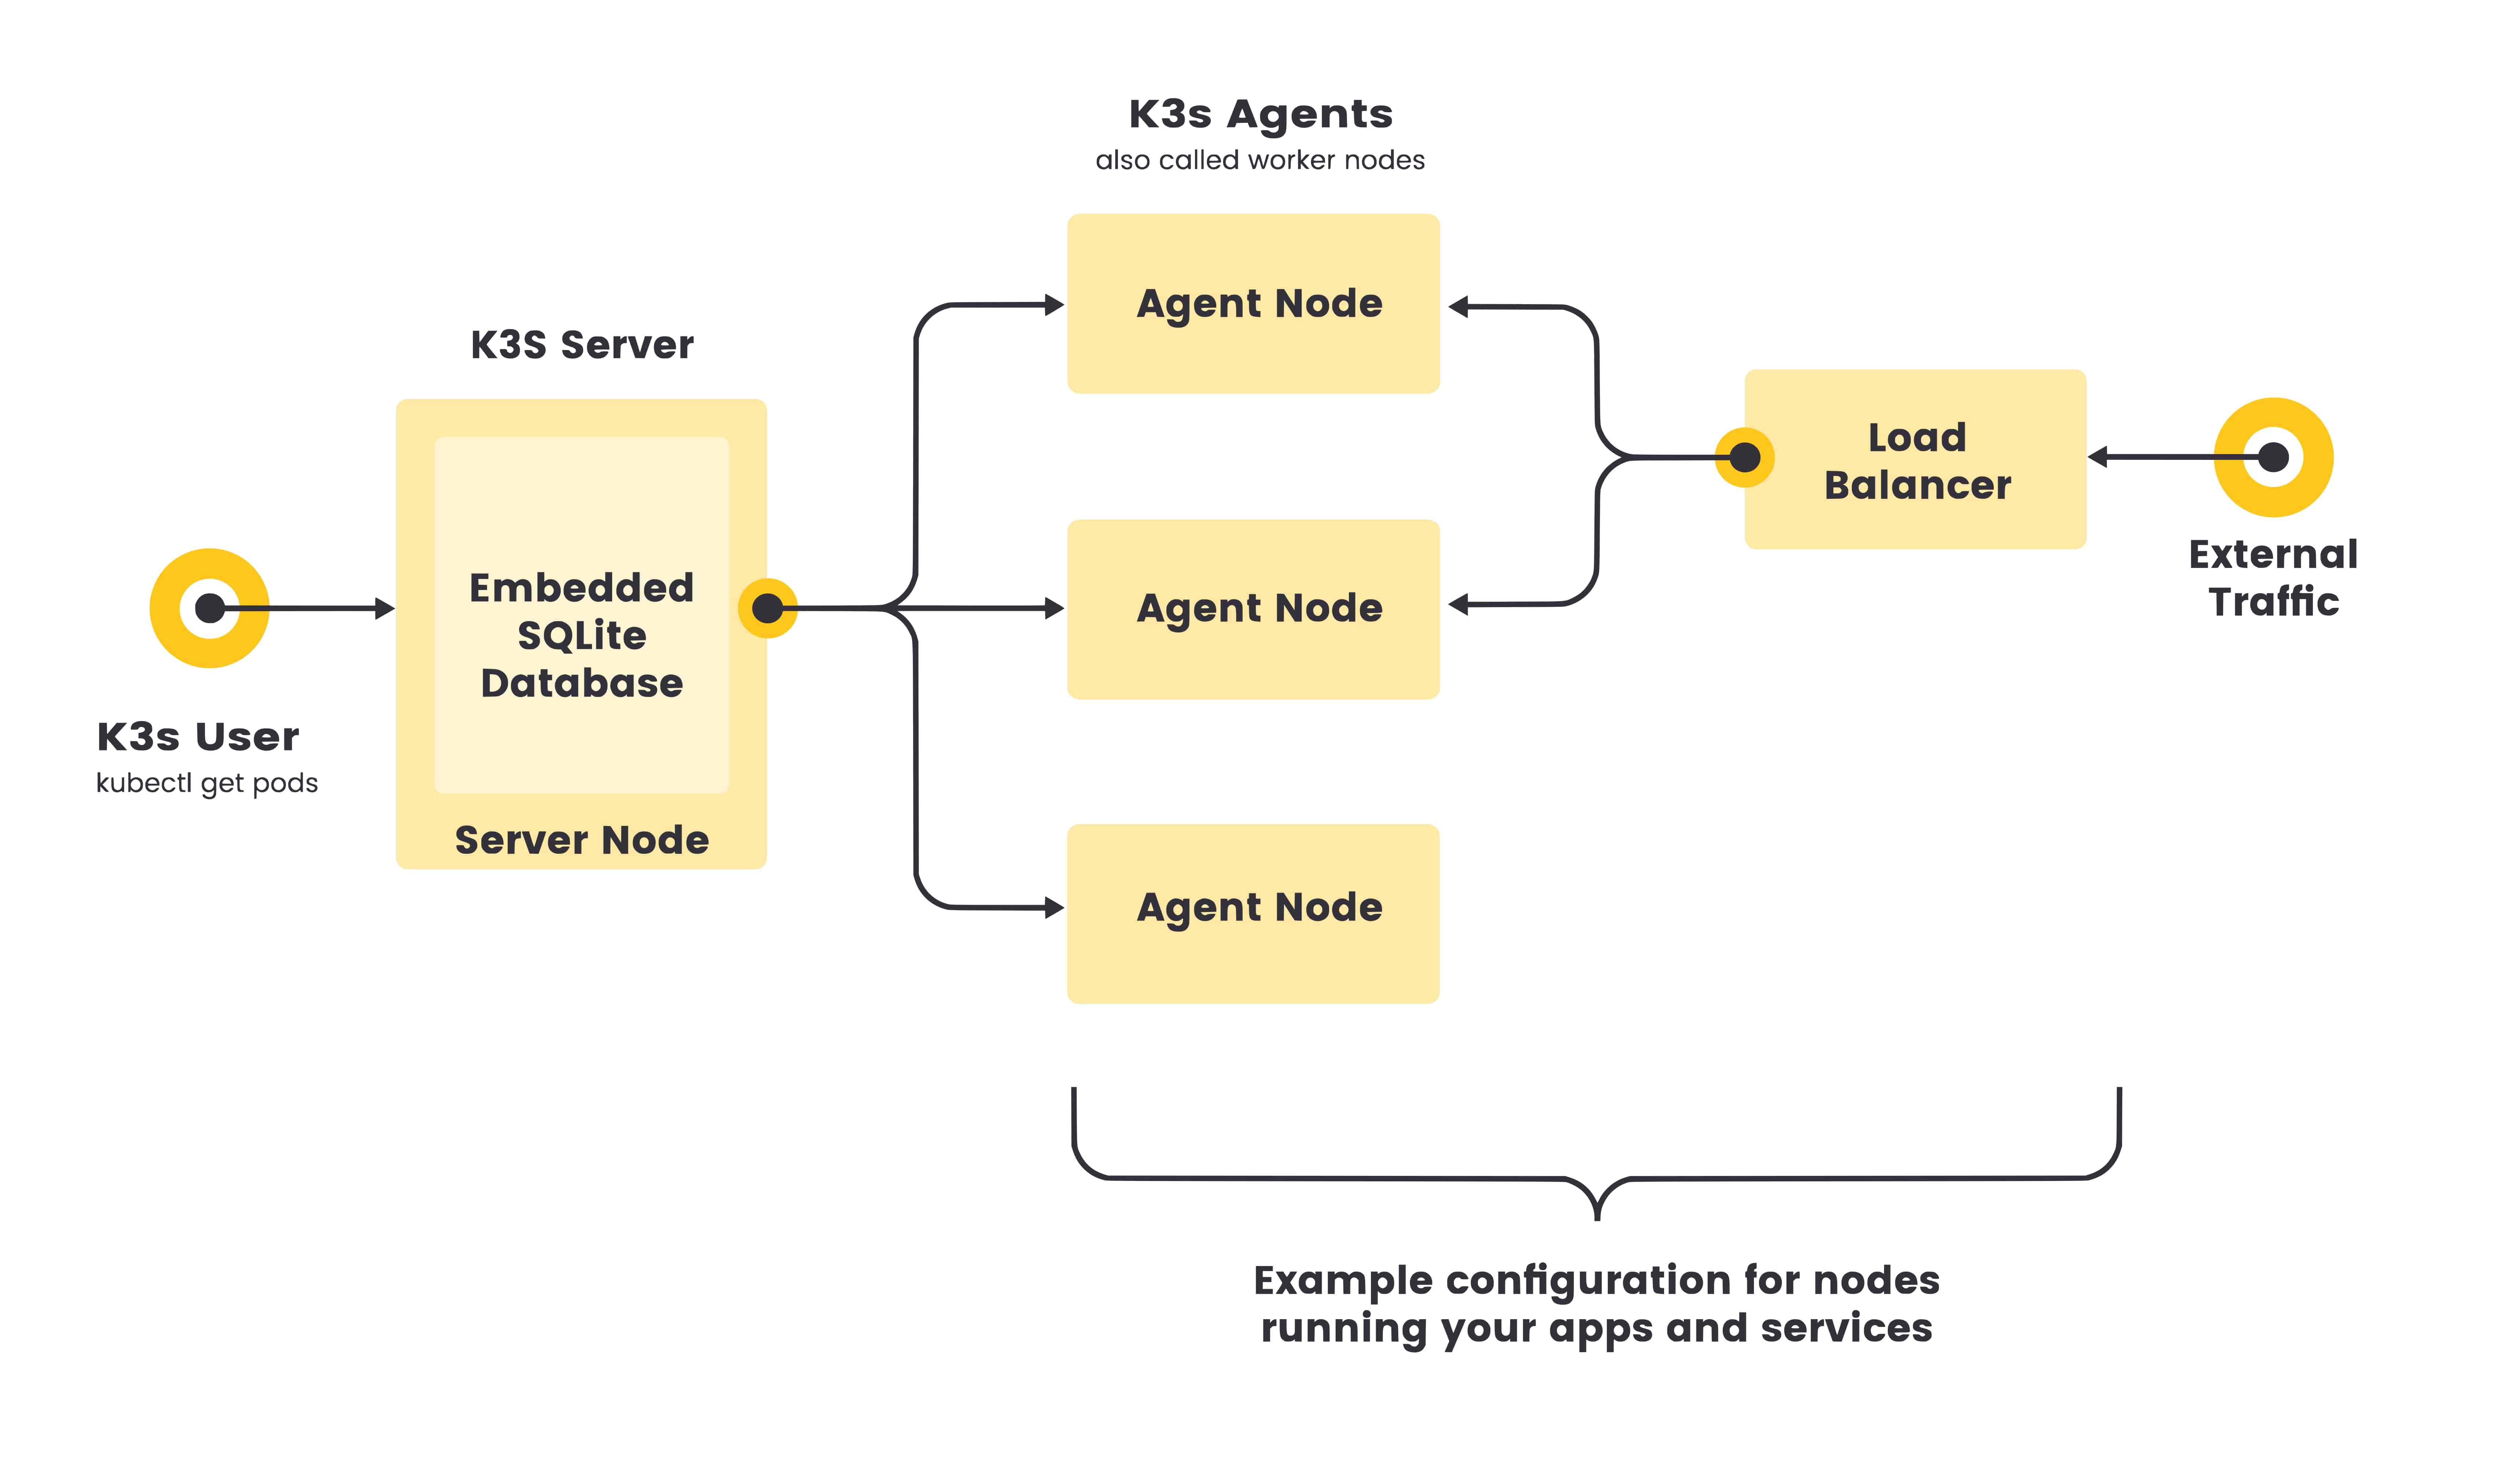 K3s Agents
also called worker nodes
K3S Server
Embedded
SQLite
Database
Server Node
K3s User
kubectl get pods
Agent Node
Agent Node
Agent Node
Load
Balancer
External
Traffic
Example configuration for nodes
running your apps and services